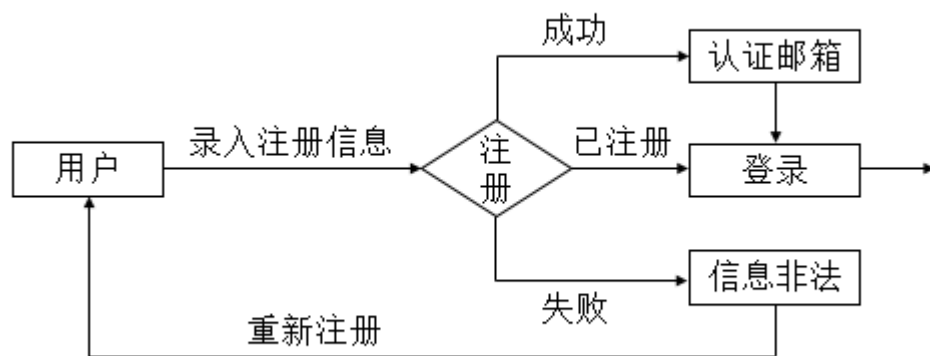 成功
认证邮箱
录入注册信息
用户
注册
已注册
登录
信息非法
失败
重新注册